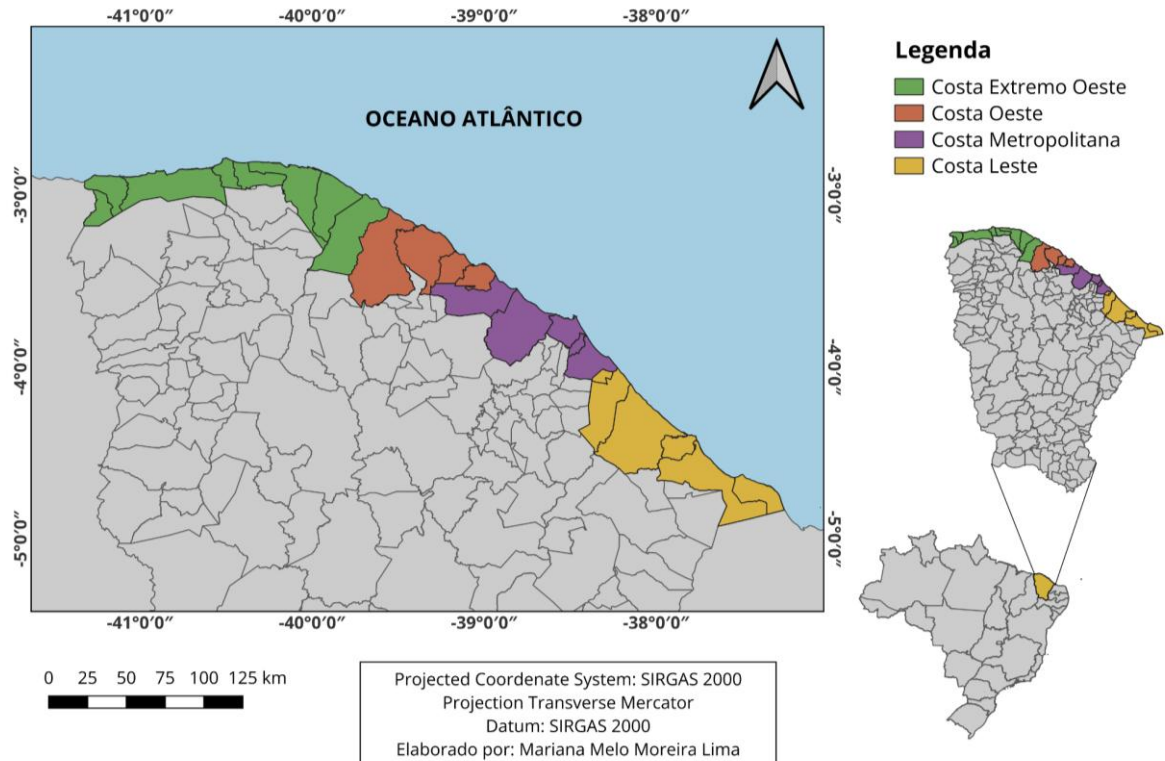 -41°0'0" -40°0'0" -39°0'0" -38°0'0"
OCEANO ATLÂNTICO
-3°0'0"
-4°0'0"
-5°0'0"
-3°0'0"
-4°0'0"
-5°0'0"
-41°0'0" -40°0'0" -39°0'0" -38°0'0"
Legenda
Costa Extremo Oeste
Costa Oeste
Costa Metropolitana
Costa Leste
0 25 50 75 100 125 km
Projected Coordenate System: SIRGAS 2000
Projection Transverse Mercator
Datum: SIRGAS 2000
Elaborado por: Mariana Melo Moreira Lima